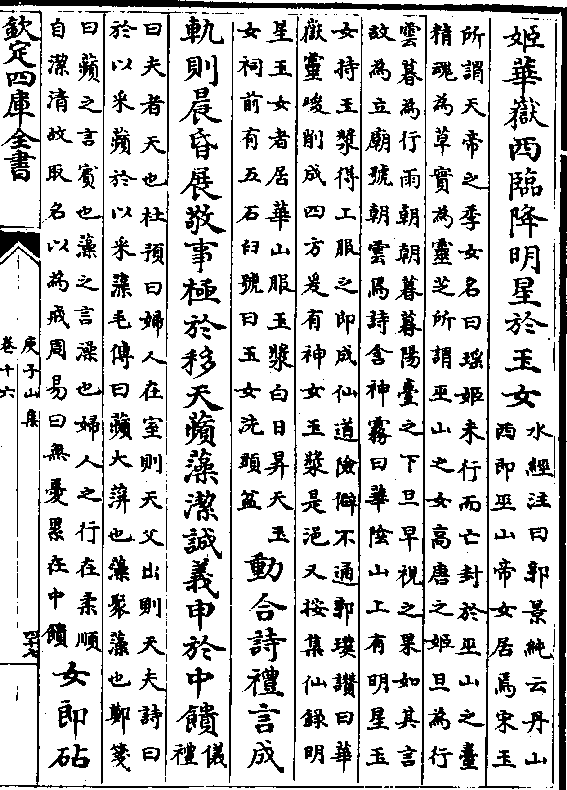 姬華嶽西臨降明星於玉女
水經注曰郭景純云丹山
西即巫山帝女居焉宋玉
所謂天帝之季女名曰瑤姬未行而亡封於巫山之臺
精魂為草實為靈芝所謂巫山之女高唐之姬旦為行
雲暮為行雨朝朝暮暮陽臺之下旦早視之果如其言
故為立廟號朝雲焉詩含神霧曰華陰山上有明星玉
女持玉漿得上服之即成仙道險僻不通郭璞讚曰華
嶽靈峻削成四方爰有神女玉漿是浥又按集仙錄明
星玉女者居華山服玉漿白日昇天玉
女祠前有五石臼號曰玉女洗頭盆
動合詩禮言成
軌則晨昏展敬事極於移天蘋藻潔誠義申於中饋
儀
禮
曰夫者天也杜預曰婦人在室則天父出則天夫詩曰
於以采蘋於以采藻毛傳曰蘋大蓱也藻聚藻也鄭箋
曰蘋之言賓也藻之言澡也婦人之行在柔順
自潔清故取名以為戒周易曰無憂累在中饋
女即砧
欽定四庫全書
庾子山集
卷十六